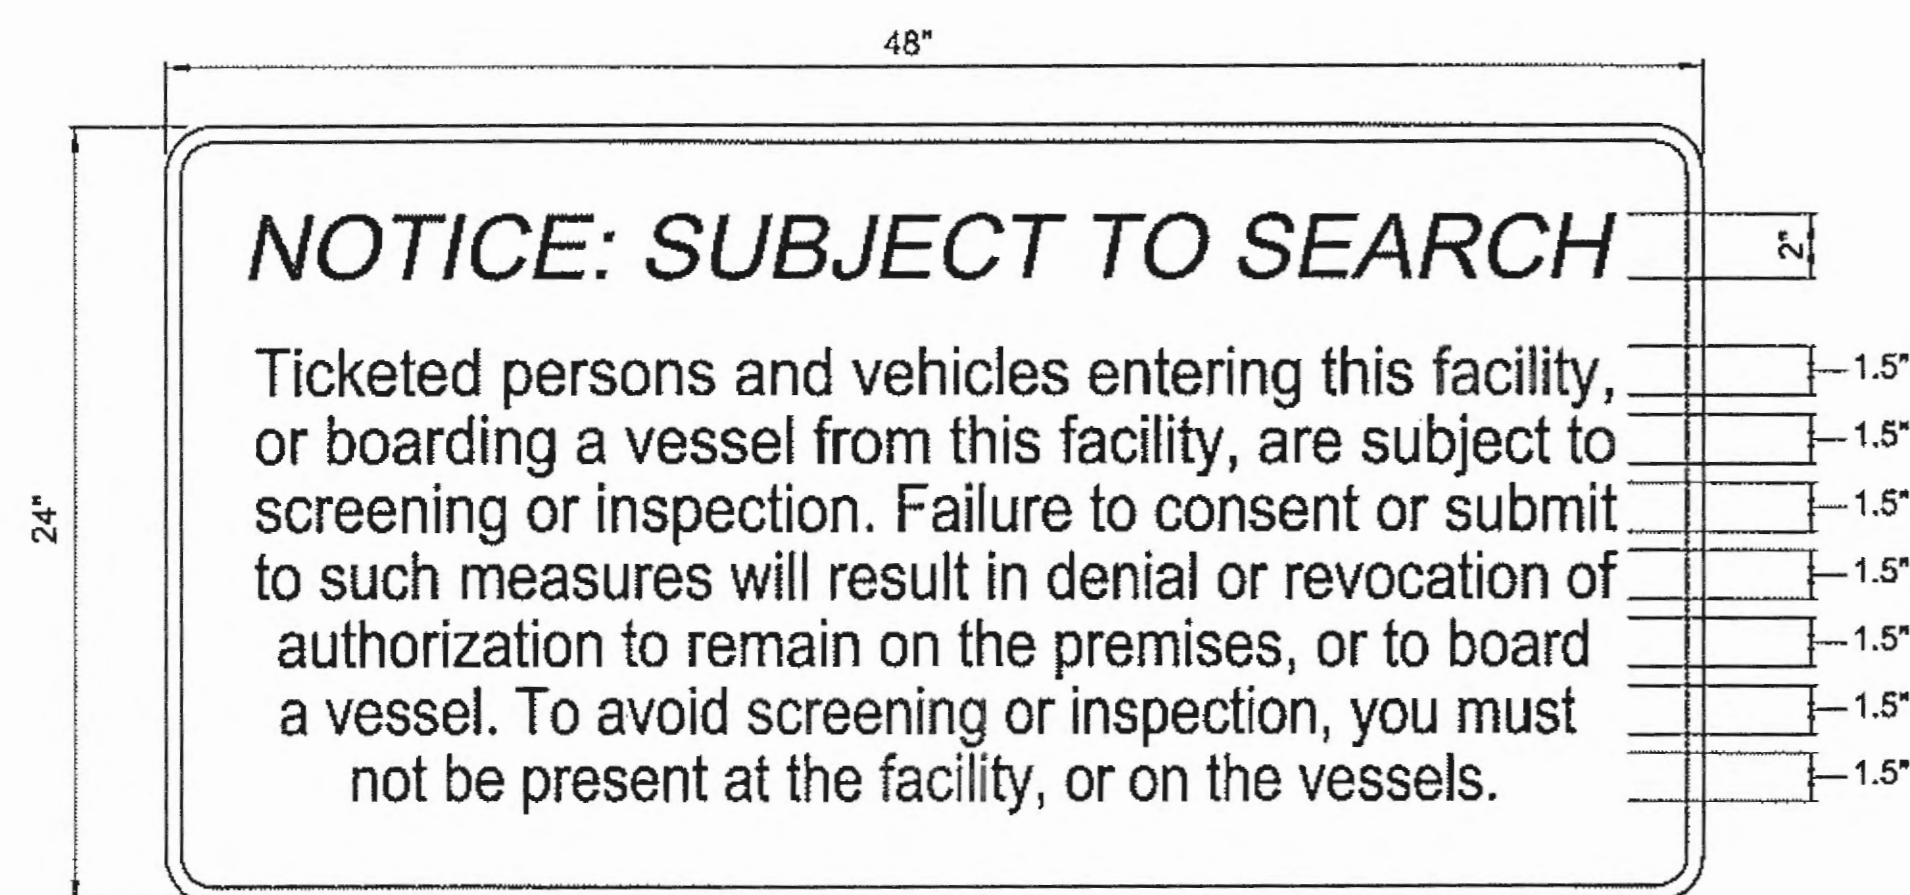 48"
NOTICE: SUBJECT TO SEARCH
2"
Ticketed persons and vehicles entering this facility,
1.5"
or boarding a vessel from this facility, are subject to
1.5"
screening or inspection. Failure to consent or submit
1.5"
to such measures will result in denial or revocation of
1.5"
authorization to remain on the premises, or to board
1.5"
a vessel. To avoid screening or inspection, you must
1.5"
not be present at the facility, or on the vessels.
1.5"
24"